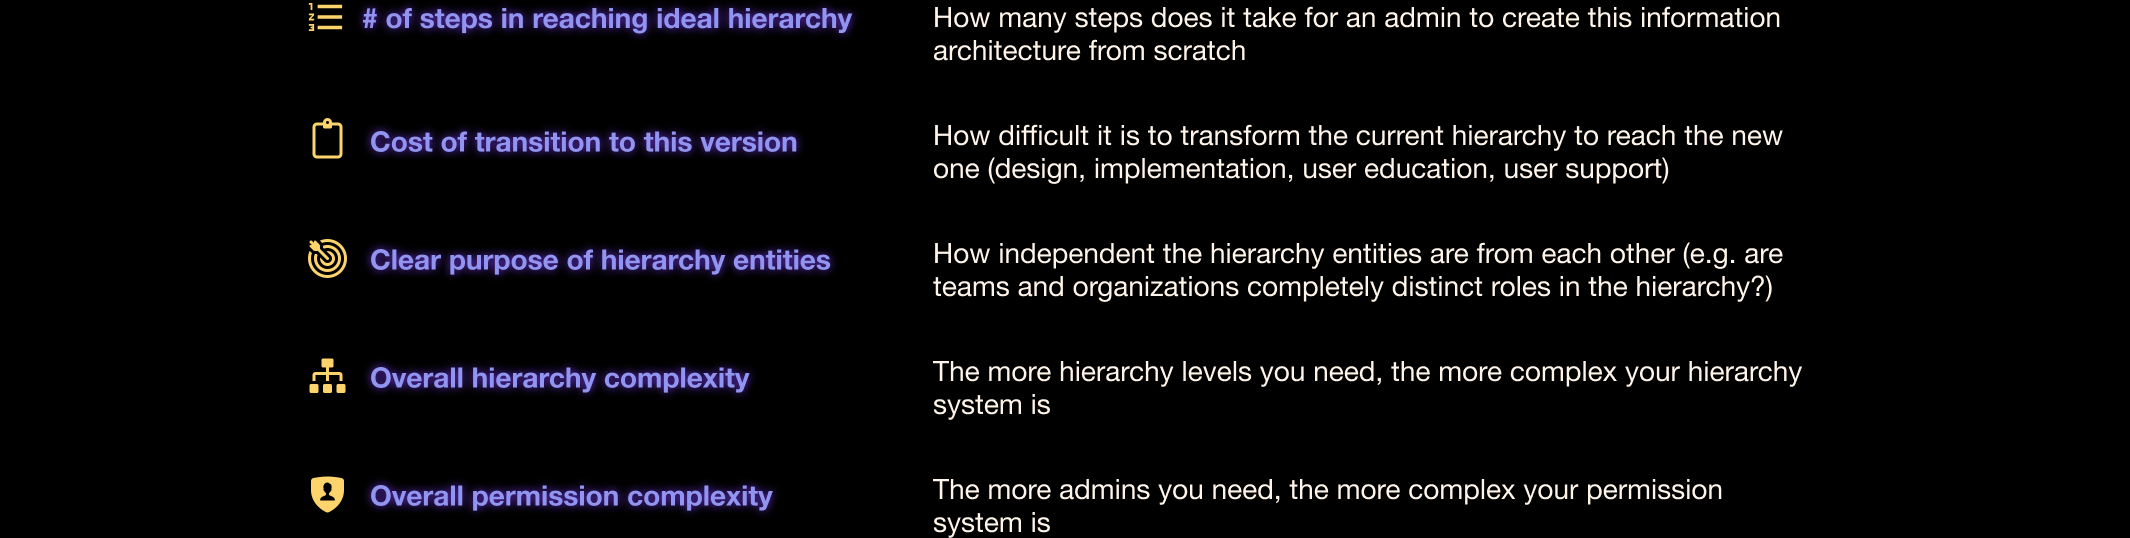 # of steps in reaching ideal hierarchy
How many steps does it take for an admin to create this information
architecture from scratch
Cost of transition to this version
How difficult it is to transform the current hierarchy to reach the new
one (design, implementation, user education, user support)
Clear purpose of hierarchy entities
How independent the hierarchy entities are from each other (e.g. are
teams and organizations completely distinct roles in the hierarchy?)
Overall hierarchy complexity
The more hierarchy levels you need, the more complex your hierarchy
system is
Overall permission complexity
The more admins you need, the more complex your permission
system is